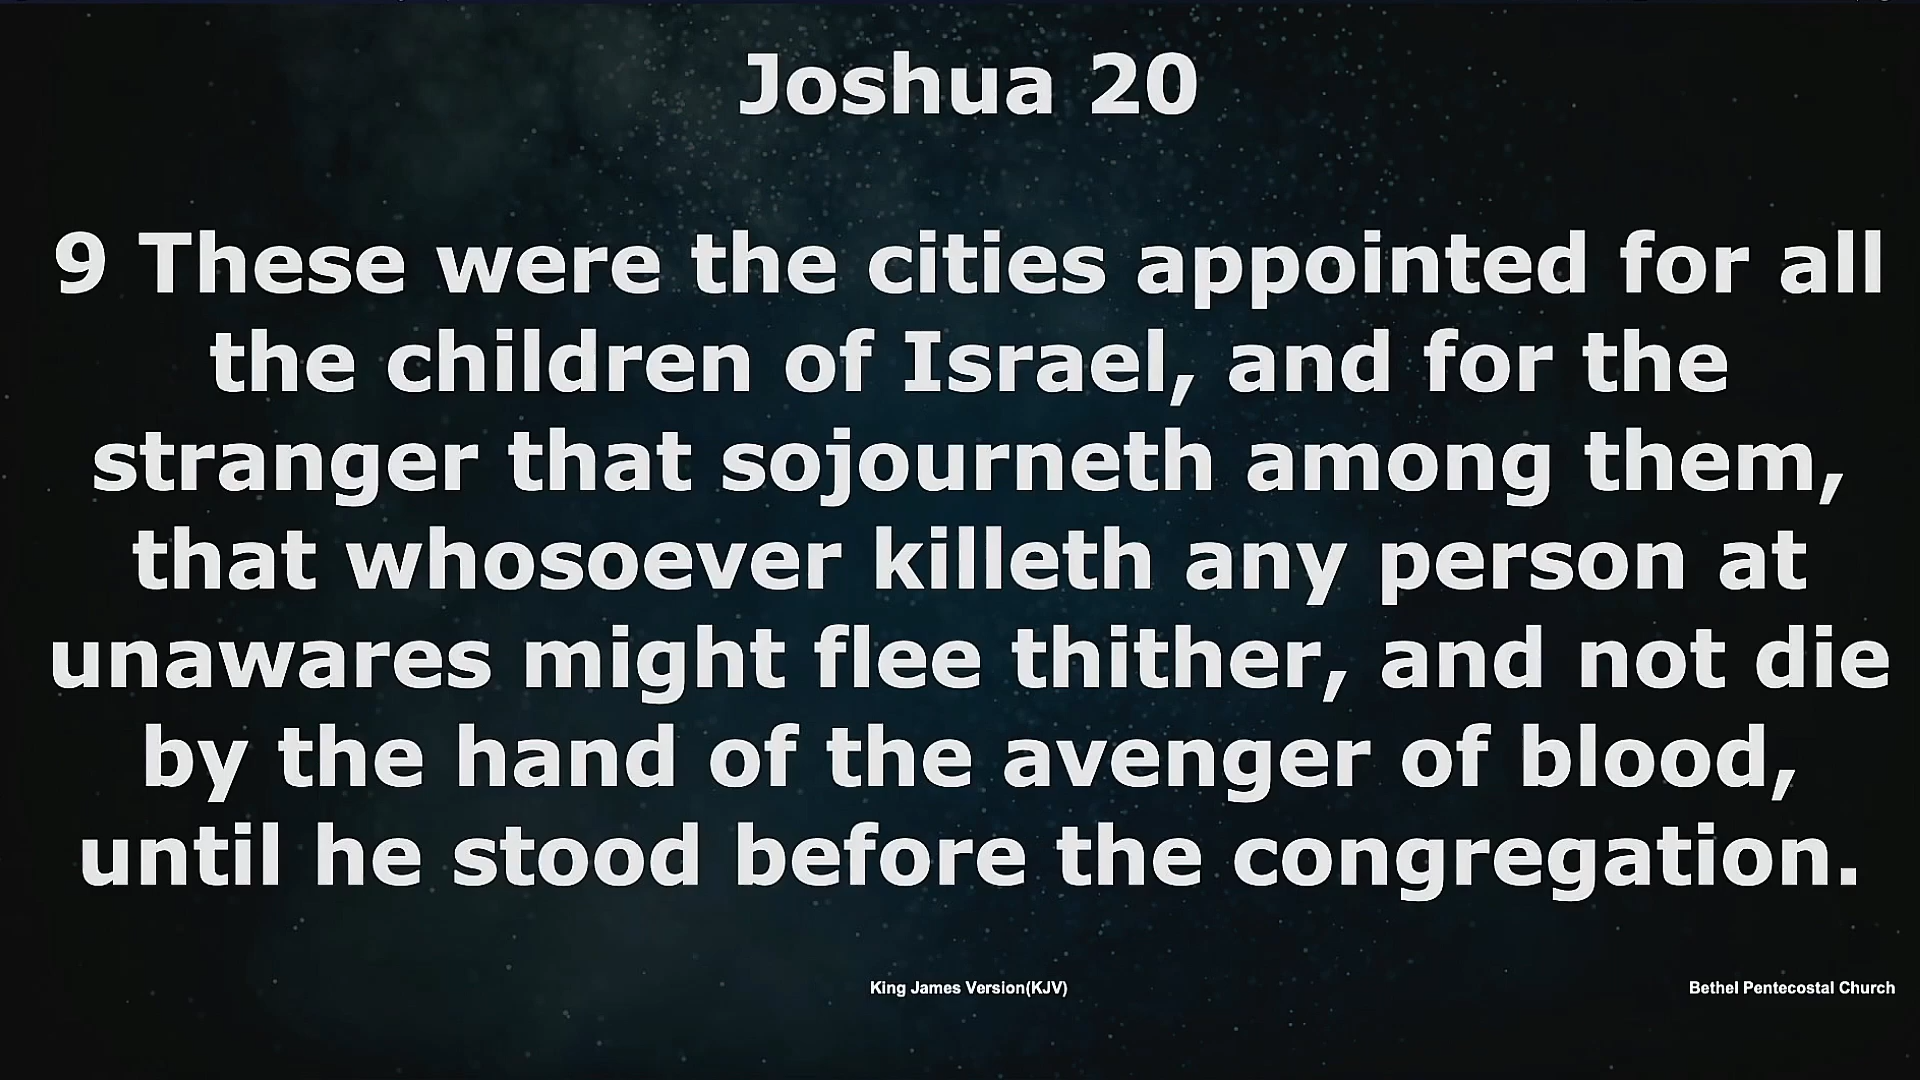 Joshua 20
9 These were the cities appointed for all
the children of Israel, and for the
stranger that sojourneth among them,
that whosoever killeth any person at
unawares might flee thither, and not die
by the hand of the avenger of blood,
until he stood before the congregation.
King James Version(KJV)
Bethel Pentecostal Church